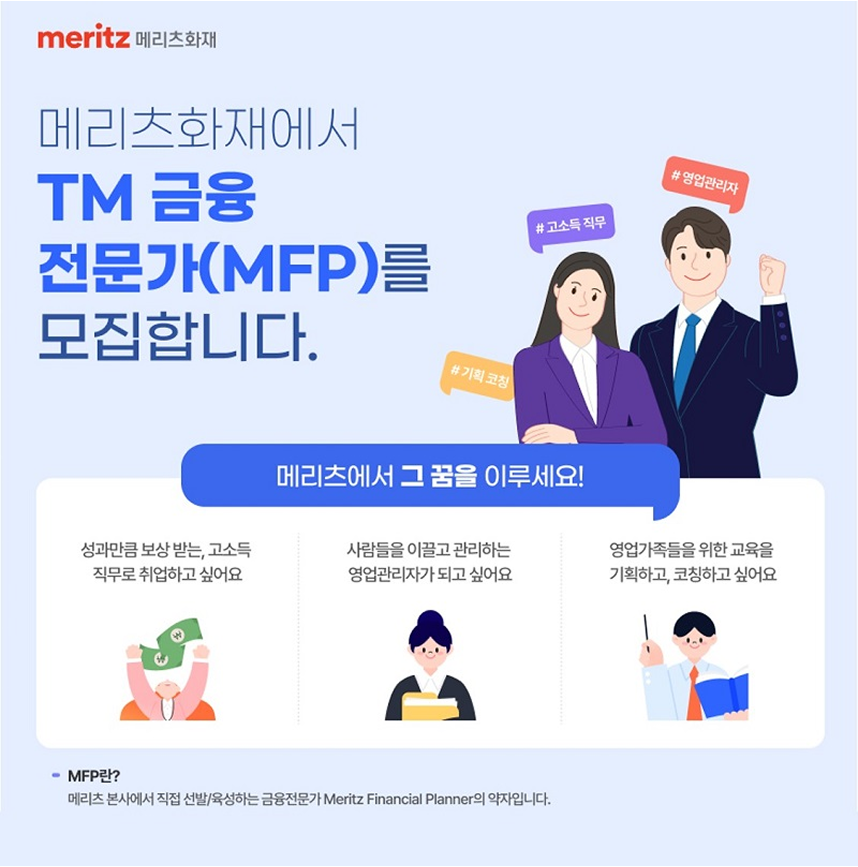 meritz 메리츠화재
메리츠화재에서
TM 금융
전문가(MFP)를
모집합니다.
# 영업관리자
# 고소득 직무
# 기획 코칭
메리츠에서 그 꿈을 이루세요!
성과만큼 보상 받는, 고소득
직무로 취업하고 싶어요
사람들을 이끌고 관리하는
영업관리자가 되고 싶어요
영업가족들을 위한 교육을
기획하고, 코칭하고 싶어요
MFP란?
메리츠 본사에서 직접 선발/육성하는 금융전문가 Meritz Financial Planner의 약자입니다.